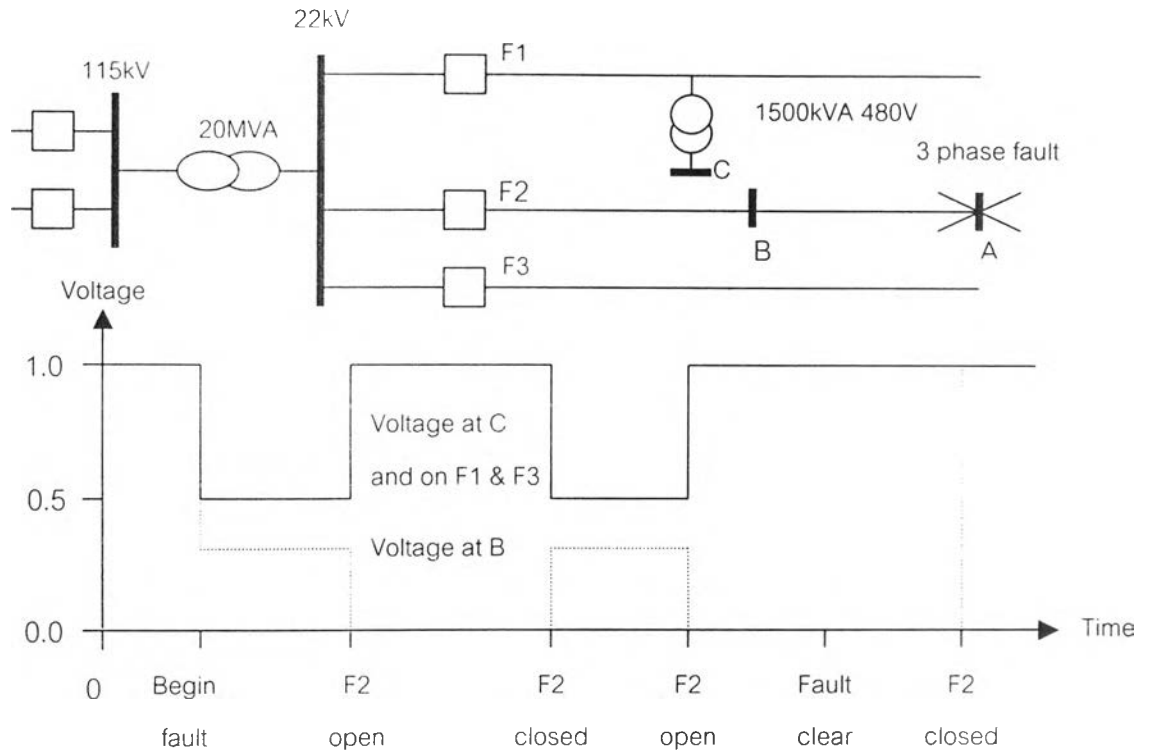 22kV
F1
115kV
20MVA
1500kVA 480V
3 phase fault
C
F2
B
A
F3
Voltage
1.0
Voltage at C
and on F1 & F3
0.5
Voltage at B
0.0
Time
0
Begin
fault
F2
open
F2
closed
F2
open
Fault
clear
F2
closed